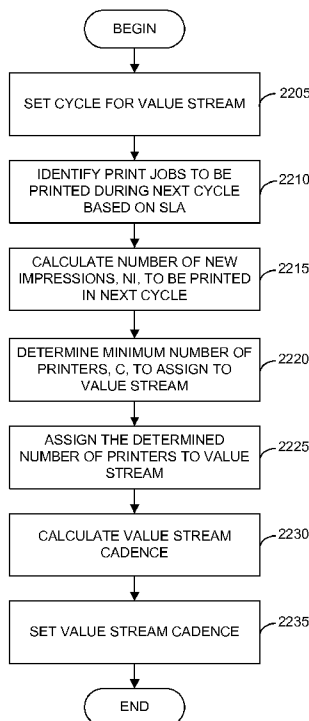 BEGIN
SET CYCLE FOR VALUE STREAM
2205
IDENTIFY PRINT JOBS TO BE
PRINTED DURING NEXT CYCLE
BASED ON SLA
2210
CALCULATE NUMBER OF NEW
IMPRESSIONS, NI, TO BE PRINTED
IN NEXT CYCLE
2215
DETERMINE MINIMUM NUMBER OF
PRINTERS, C, TO ASSIGN TO
VALUE STREAM
2220
ASSIGN THE DETERMINED
NUMBER OF PRINTERS TO VALUE
STREAM
2225
CALCULATE VALUE STREAM
CADENCE
2230
SET VALUE STREAM CADENCE
2235
END